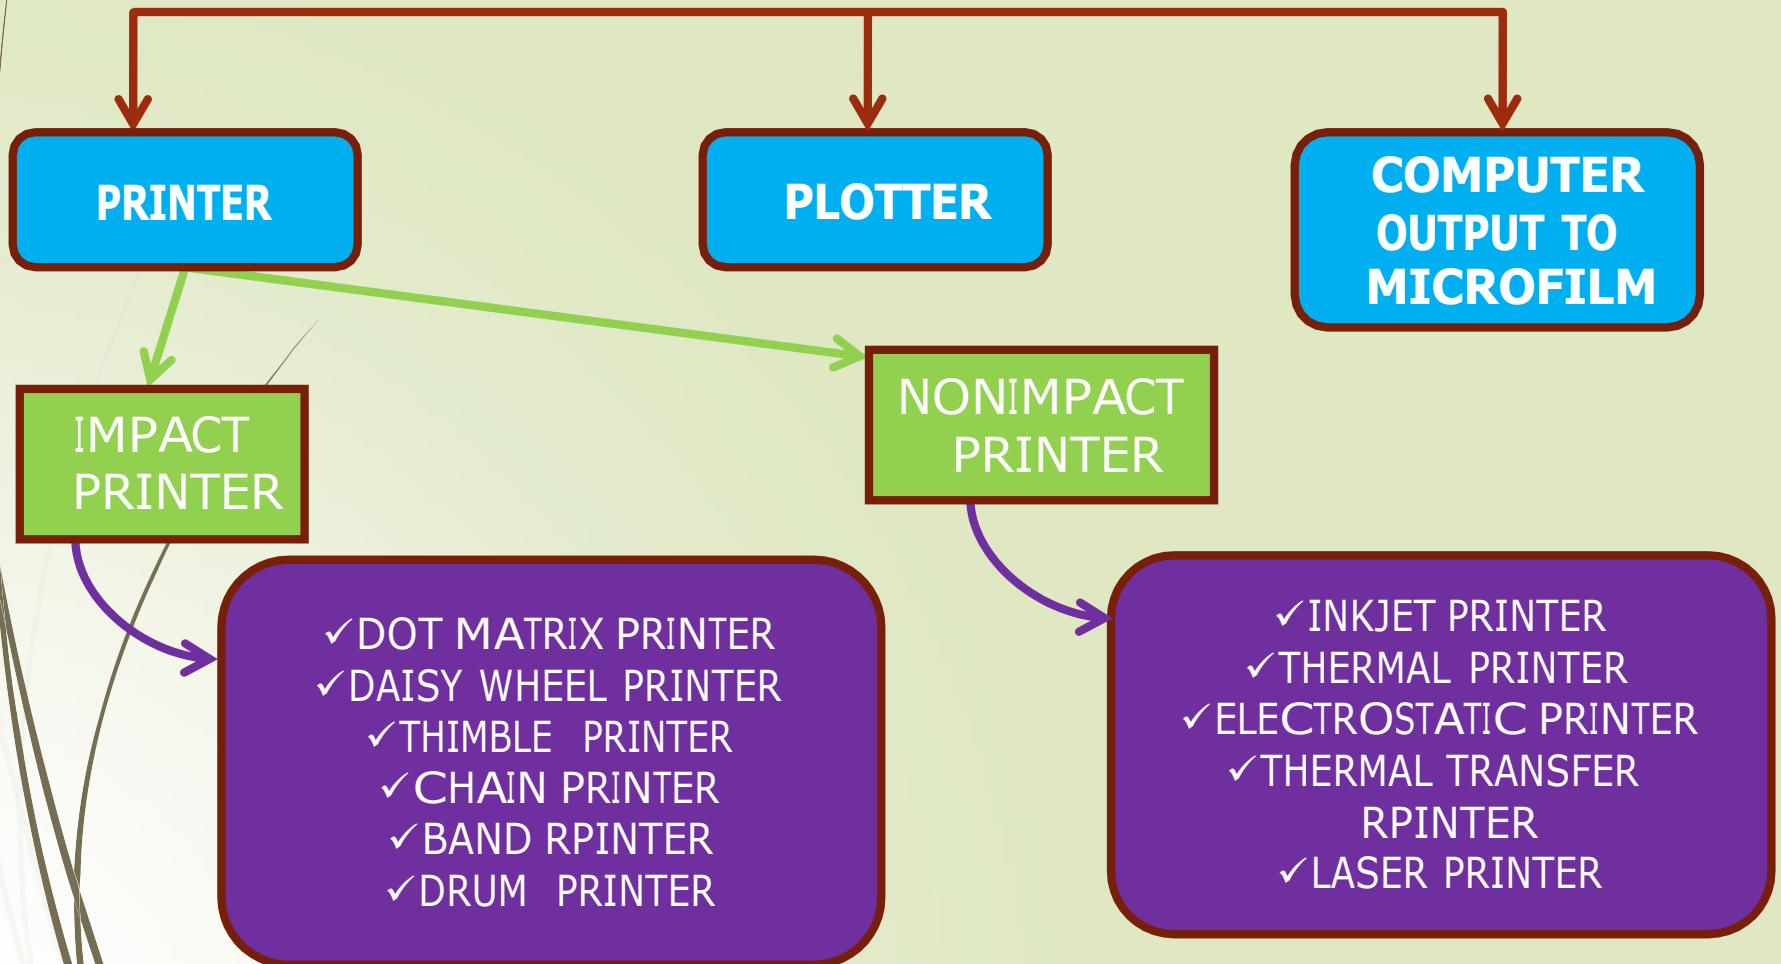 PRINTER
PLOTTER
COMPUTER
OUTPUT TO
MICROFILM
IMPACT
PRINTER
NONIMPACT
PRINTER
✓DOT MATRIX PRINTER
✓DAISY WHEEL PRINTER
✓THIMBLE PRINTER
✓CHAIN PRINTER
✓BAND RPINTER
✓DRUM PRINTER
✓INKJET PRINTER
✓THERMAL PRINTER
✓ELECTROSTATIC PRINTER
✓THERMAL TRANSFER
RPINTER
✓LASER PRINTER